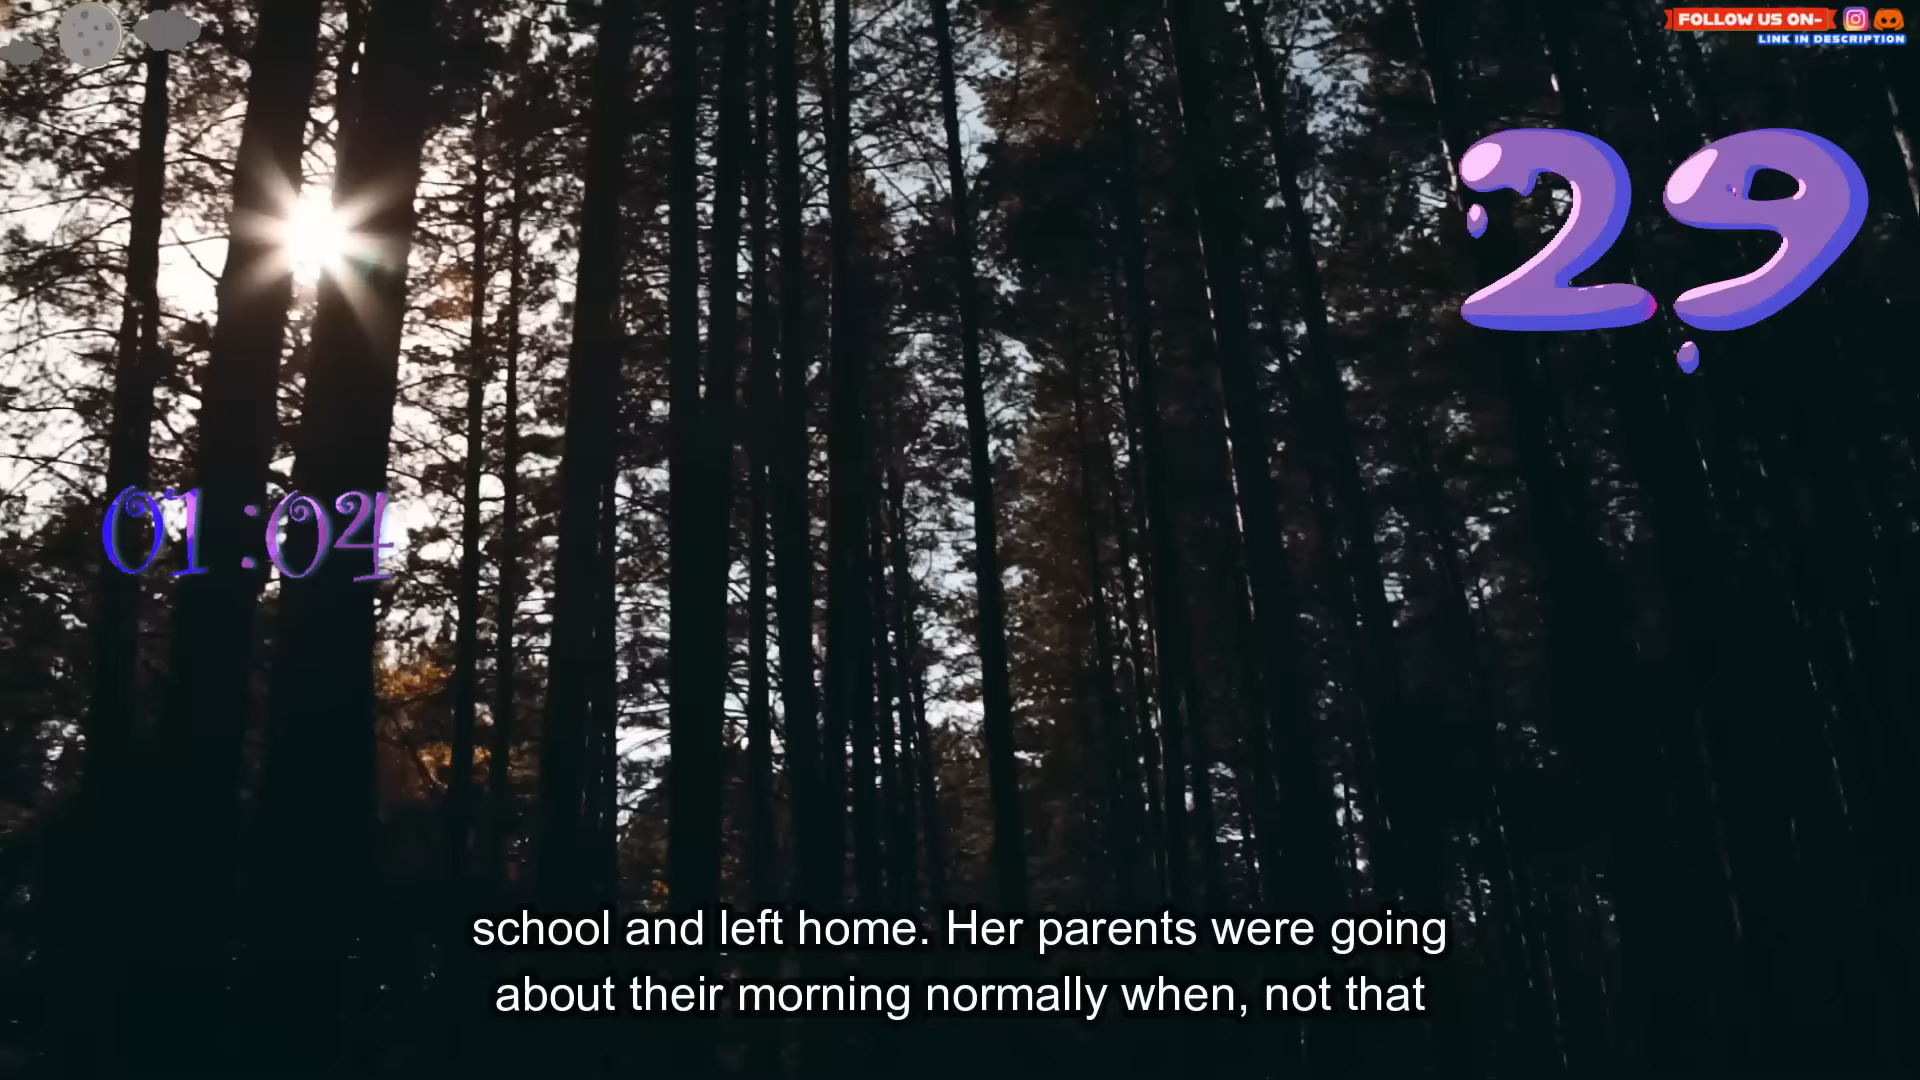 FOLLOW US ON-
LINK IN DESCRIPTION
29
01:04
school and left home. Her parents were going
about their morning normally when, not that